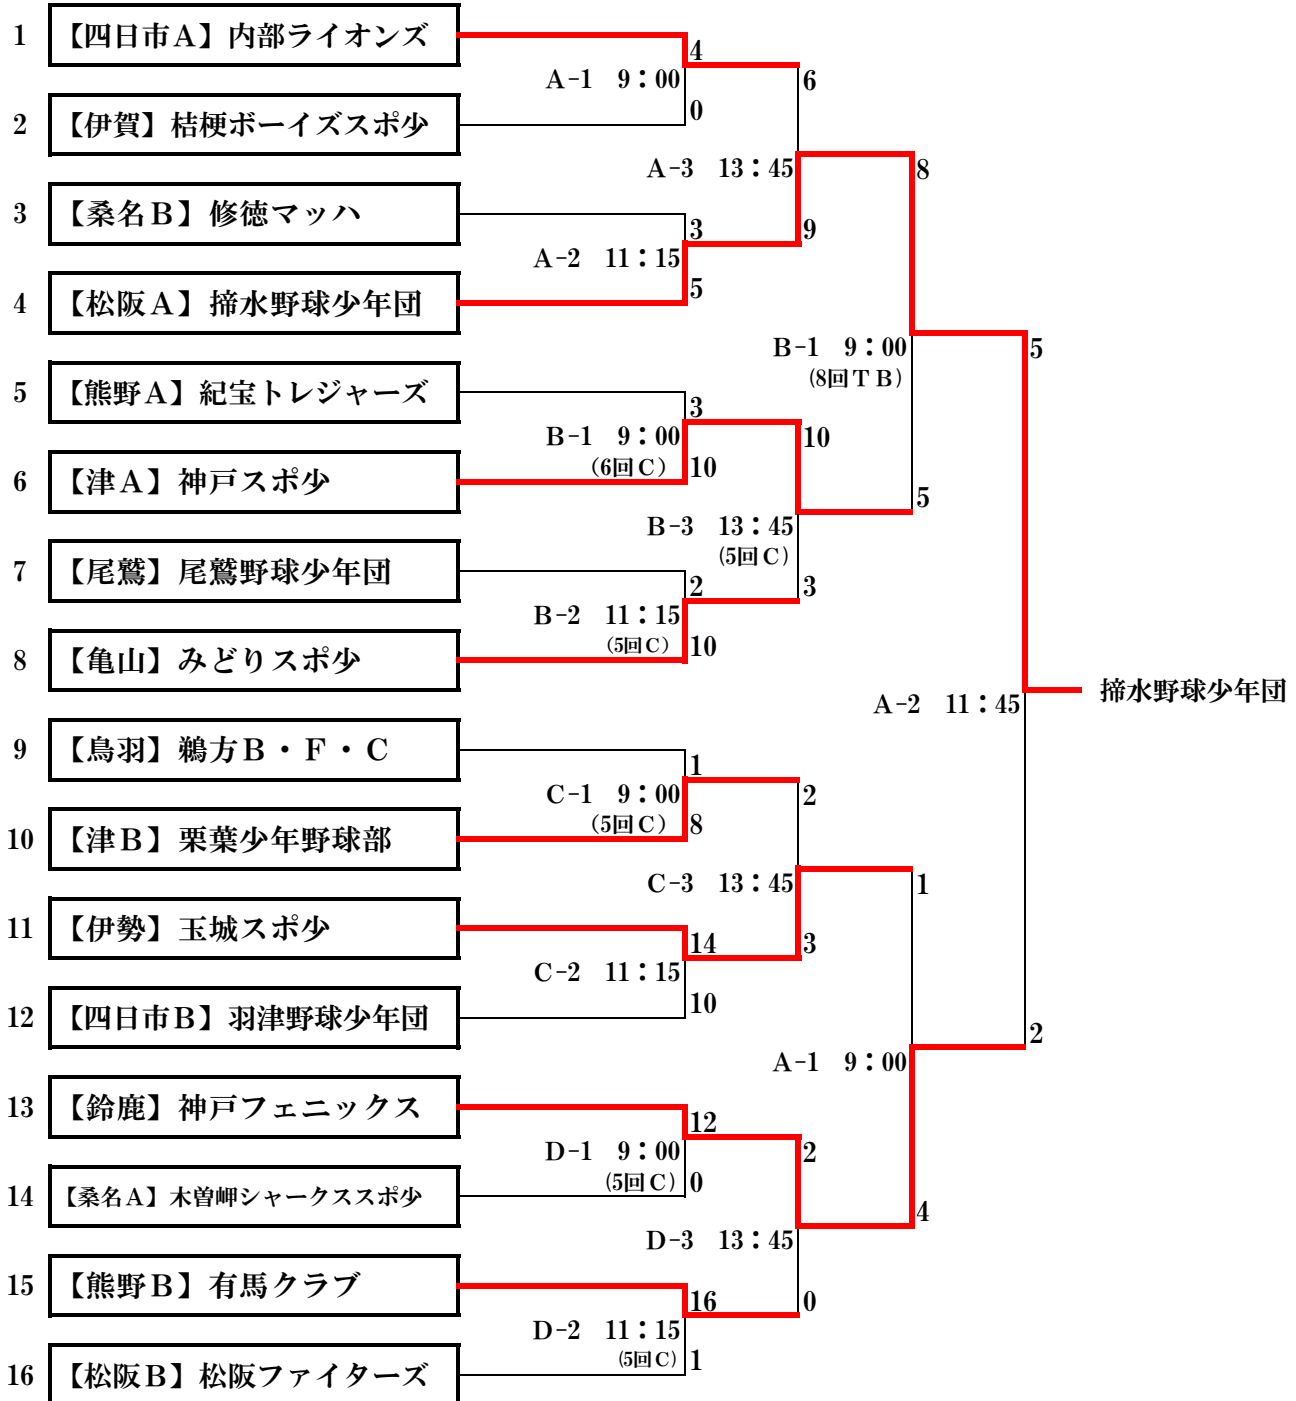 1 【四日市Ａ】内部ライオンズ
4
A-1 9：00
6
0
2 【伊賀】桔梗ボーイズスポ少
A-3 13：45
8
3 【桑名Ｂ】修徳マッハ
3
9
A-2 11：15
5
4 【松阪Ａ】揥水野球少年団
B-1 9：00
(8回ＴＢ)
5
5 【熊野Ａ】紀宝トレジャーズ
3
B-1 9：00
(6回Ｃ)
10
10
6 【津Ａ】神戸スポ少
5
B-3 13：45
(5回Ｃ)
7 【尾鷲】尾鷲野球少年団
2
3
B-2 11：15
(5回Ｃ)
10
8 【亀山】みどりスポ少
A-2 11：45
揥水野球少年団
9 【鳥羽】鵜方Ｂ・Ｆ・Ｃ
1
C-1 9：00
(5回Ｃ)
2
8
10 【津Ｂ】栗葉少年野球部
C-3 13：45
1
11 【伊勢】玉城スポ少
14
3
C-2 11：15
10
12 【四日市Ｂ】羽津野球少年団
2
A-1 9：00
13 【鈴鹿】神戸フェニックス
12
D-1 9：00
(5回Ｃ)
2
0
14 【桑名Ａ】木曽岬シャークススポ少
4
D-3 13：45
15 【熊野Ｂ】有馬クラブ
16
0
D-2 11：15
(5回Ｃ)
1
16 【松阪Ｂ】松阪ファイターズ